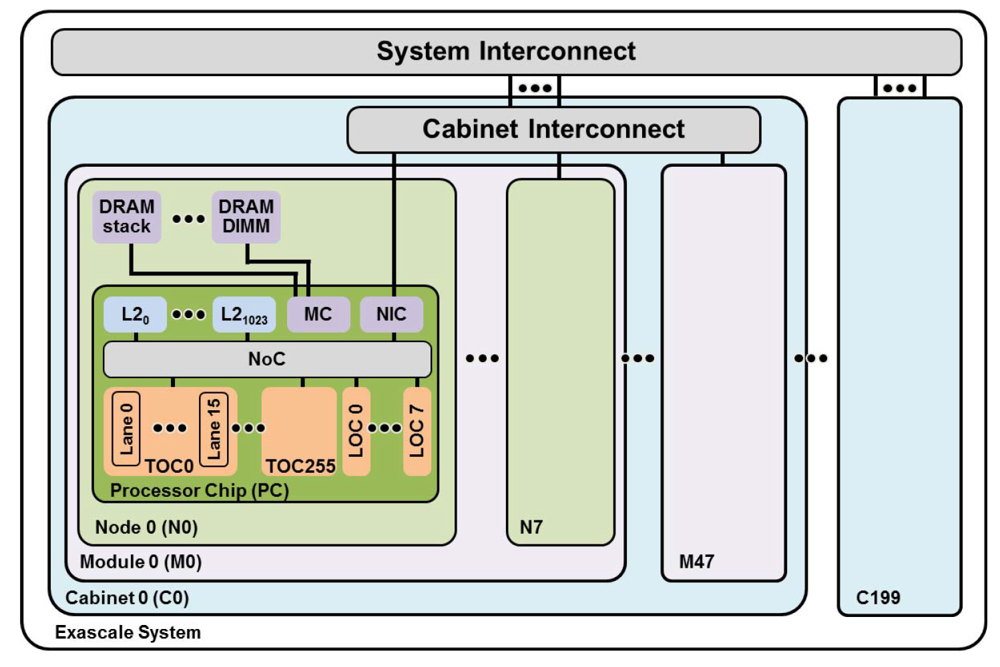 System Interconnect
Cabinet Interconnect
DRAM
stack
DRAM
DIMM
L2₀
L2₁₀₂₃
MC
NIC
NoC
Lane 0
Lane 15
TOC0
TOC255
LOC 0
LOC 7
Processor Chip (PC)
Node 0 (N0)
N7
Module 0 (M0)
M47
Cabinet 0 (C0)
C199
Exascale System